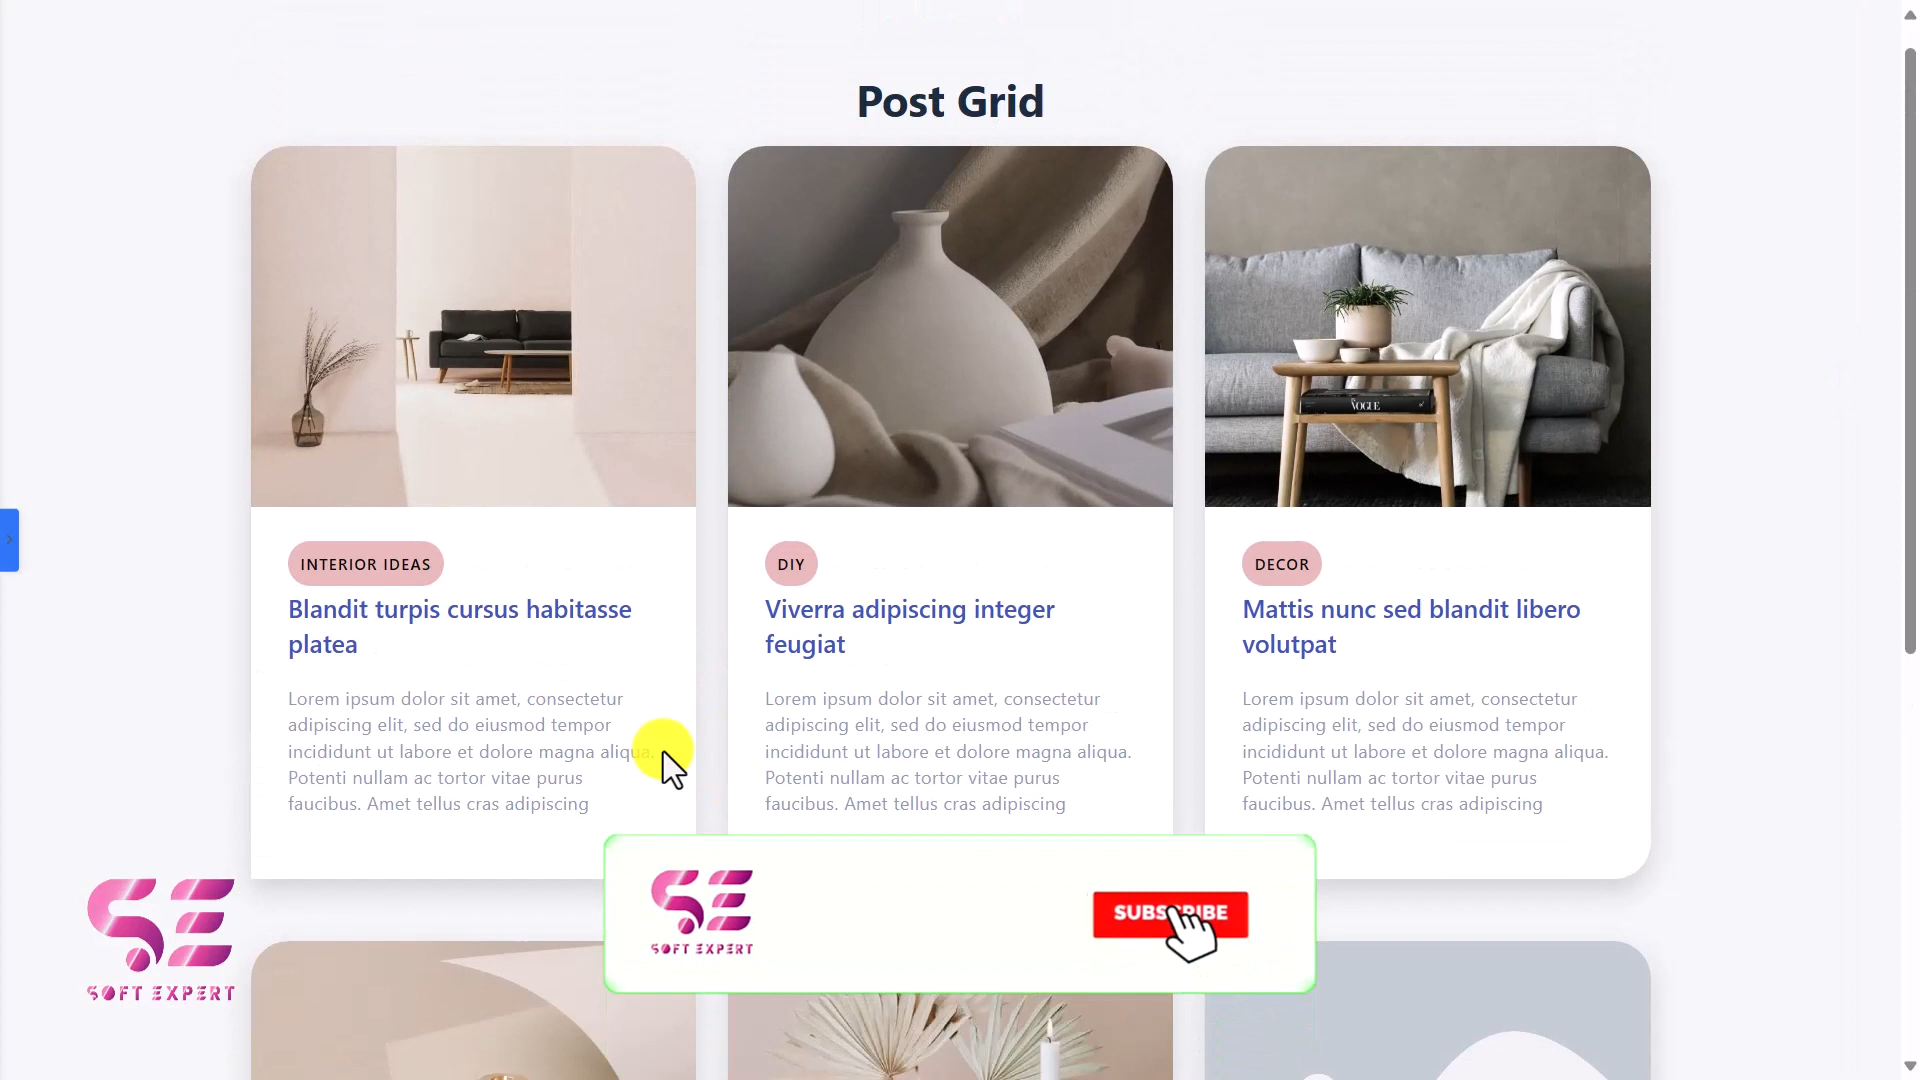 Post Grid
VOGUE
INTERIOR IDEAS
Blandit turpis cursus habitasse
platea
Lorem ipsum dolor sit amet, consectetur
adipiscing elit, sed do eiusmod tempor
incididunt ut labore et dolore magna aliqua.
Potenti nullam ac tortor vitae purus
faucibus. Amet tellus cras adipiscing
DIY
Viverra adipiscing integer
feugiat
Lorem ipsum dolor sit amet, consectetur
adipiscing elit, sed do eiusmod tempor
incididunt ut labore et dolore magna aliqua.
Potenti nullam ac tortor vitae purus
faucibus. Amet tellus cras adipiscing
DECOR
Mattis nunc sed blandit libero
volutpat
Lorem ipsum dolor sit amet, consectetur
adipiscing elit, sed do eiusmod tempor
incididunt ut labore et dolore magna aliqua.
Potenti nullam ac tortor vitae purus
faucibus. Amet tellus cras adipiscing
SE
SOFT EXPERT
SE
SOFT EXPERT
SUBSCRIBE